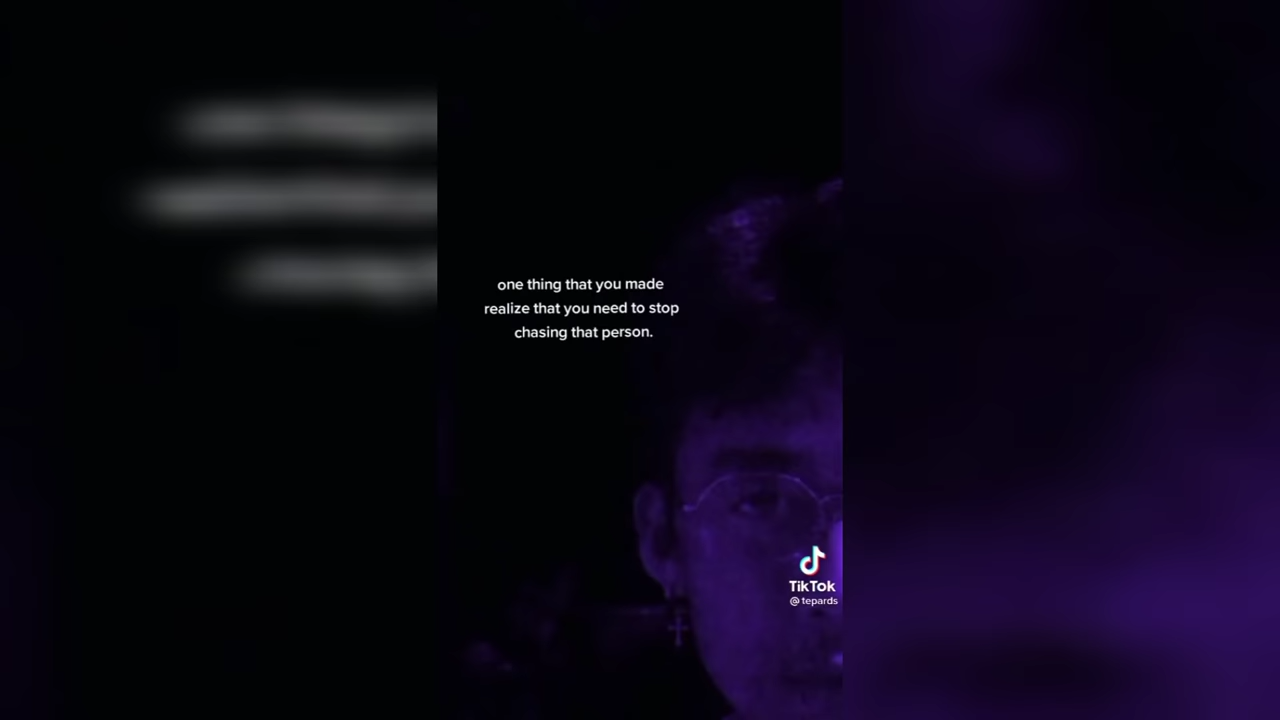 one thing that you made
realize that you need to stop
chasing that person.
TikTok
@tepards